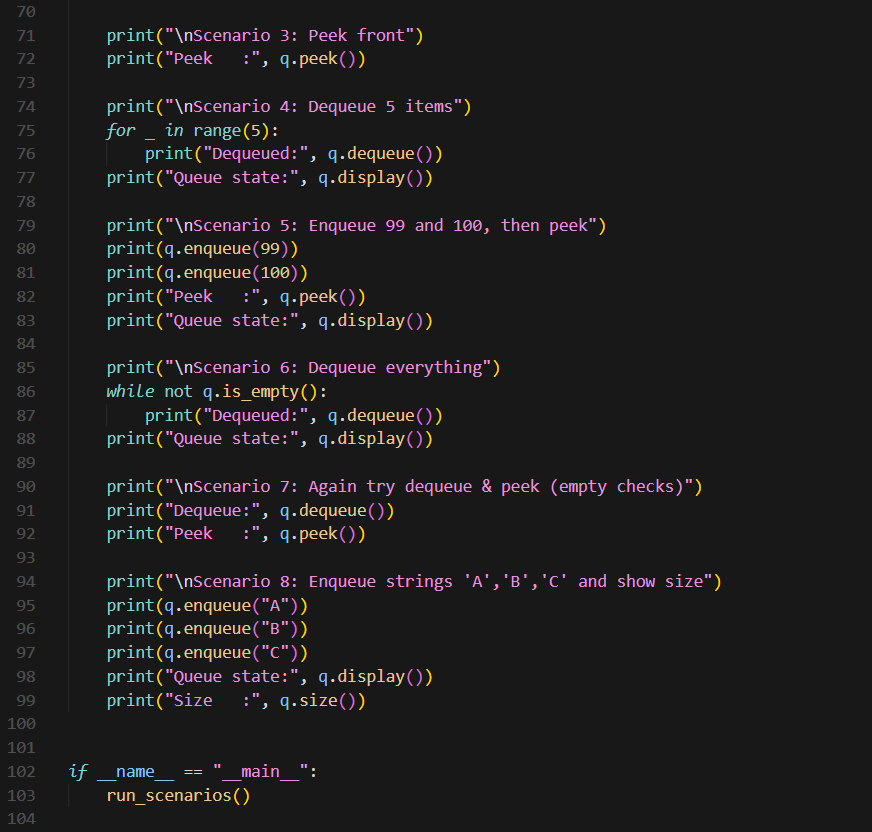 70
71     print("\nScenario 3: Peek front")
72     print("Peek   :", q.peek())
73
74     print("\nScenario 4: Dequeue 5 items")
75     for _ in range(5):
76         print("Dequeued:", q.dequeue())
77     print("Queue state:", q.display())
78
79     print("\nScenario 5: Enqueue 99 and 100, then peek")
80     print(q.enqueue(99))
81     print(q.enqueue(100))
82     print("Peek   :", q.peek())
83     print("Queue state:", q.display())
84
85     print("\nScenario 6: Dequeue everything")
86     while not q.is_empty():
87         print("Dequeued:", q.dequeue())
88     print("Queue state:", q.display())
89
90     print("\nScenario 7: Again try dequeue & peek (empty checks)")
91     print("Dequeue:", q.dequeue())
92     print("Peek   :", q.peek())
93
94     print("\nScenario 8: Enqueue strings 'A','B','C' and show size")
95     print(q.enqueue("A"))
96     print(q.enqueue("B"))
97     print(q.enqueue("C"))
98     print("Queue state:", q.display())
99     print("Size   :", q.size())
100
101
102 if __name__ == "__main__":
103     run_scenarios()
104